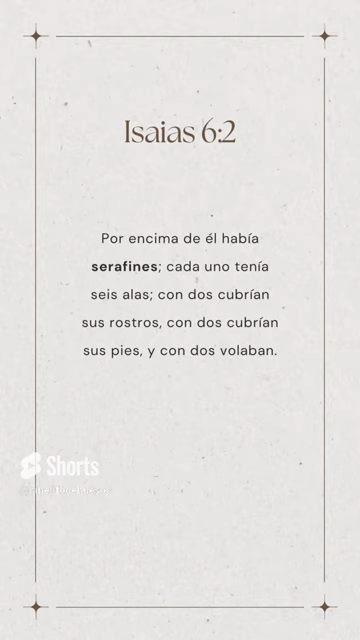 Isaias 6:2
Por encima de él había
serafines; cada uno tenía
seis alas; con dos cubrían
sus rostros, con dos cubrían
sus pies, y con dos volaban.
Shorts